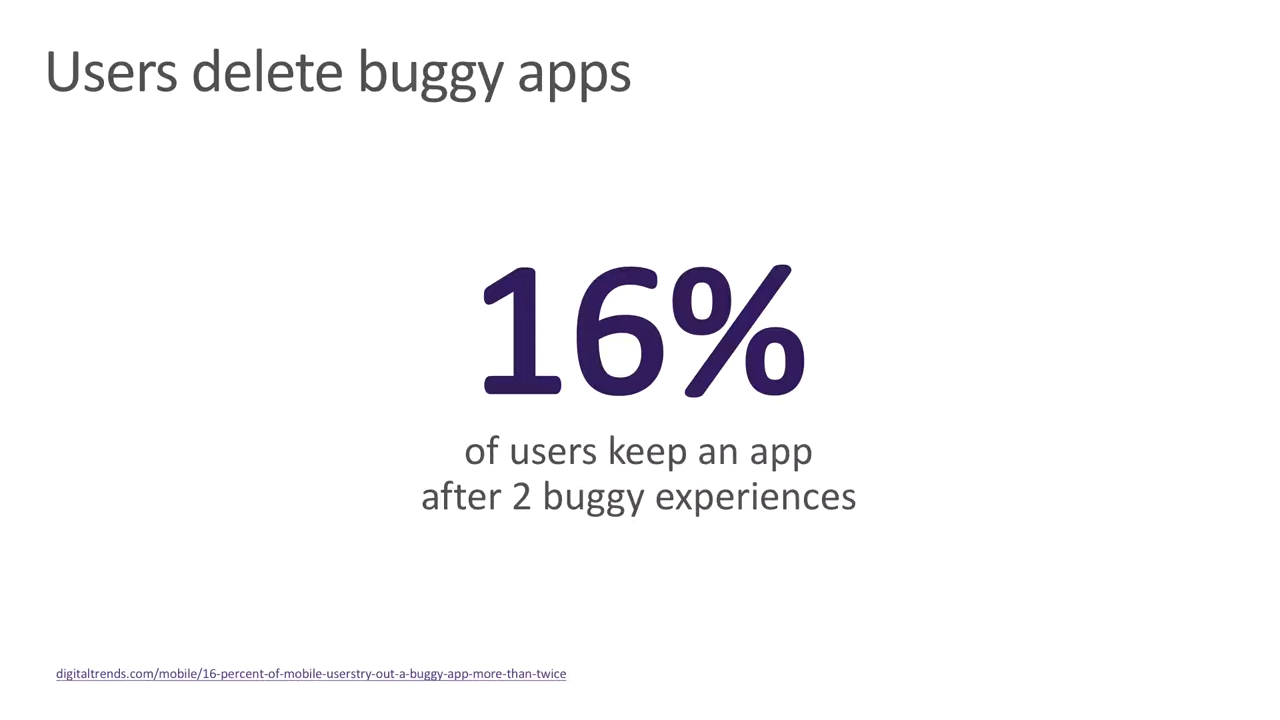 Users delete buggy apps
16%
of users keep an app
after 2 buggy experiences
digitaltrends.com/mobile/16-percent-of-mobile-userstry-out-a-buggy-app-more-than-twice